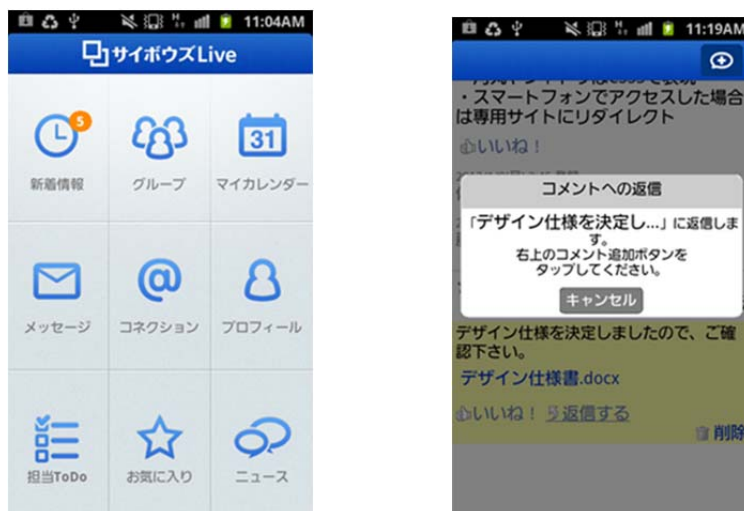 11:04AM
サイボウズLive
5
31
新着情報
グループ
マイカレンダー
@
メッセージ
コネクション
プロフィール
担当ToDo
お気に入り
ニュース
11:19AM
・スマートフォンでアクセスした場合
は専用サイトにリダイレクト
いいね！
コメントへの返信
「デザイン仕様を決定し...」に返信しま
す。
右上のコメント追加ボタンを
タップしてください。
キャンセル
デザイン仕様を決定しましたので、ご確
認下さい。
デザイン仕様書.docx
いいね！ 返信する
削除